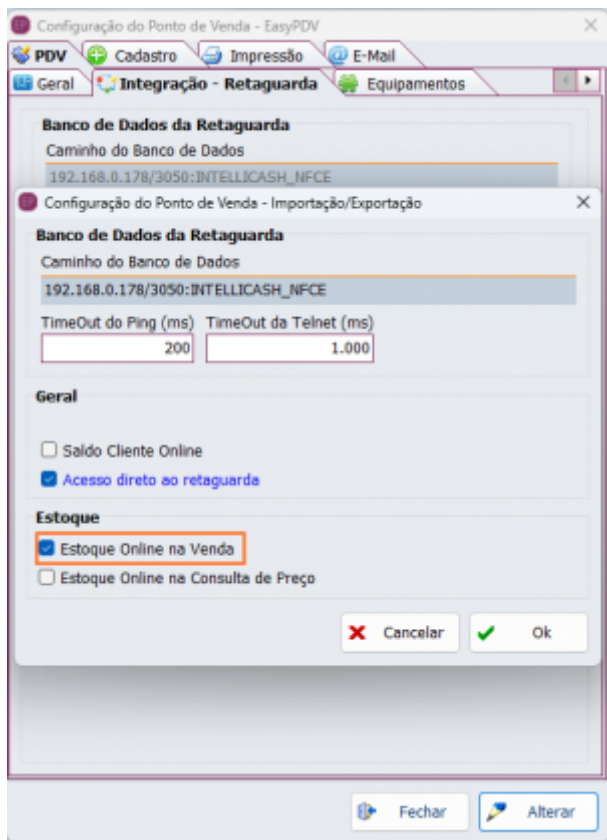 Configuração do Ponto de Venda - EasyPDV
PDV Cadastro Impressão E-Mail
Geral Integração - Retaguarda Equipamentos
Banco de Dados da Retaguarda
Caminho do Banco de Dados
192.168.0.178/3050:INTELLICASH_NFCE
Configuração do Ponto de Venda - Importação/Exportação
Banco de Dados da Retaguarda
Caminho do Banco de Dados
192.168.0.178/3050:INTELLICASH_NFCE
TimeOut do Ping (ms) TimeOut da Telnet (ms)
200 1.000
Geral
Saldo Cliente Online
Acesso direto ao retaguarda
Estoque
Estoque Online na Venda
Estoque Online na Consulta de Preço
Cancelar Ok
Fechar Alterar